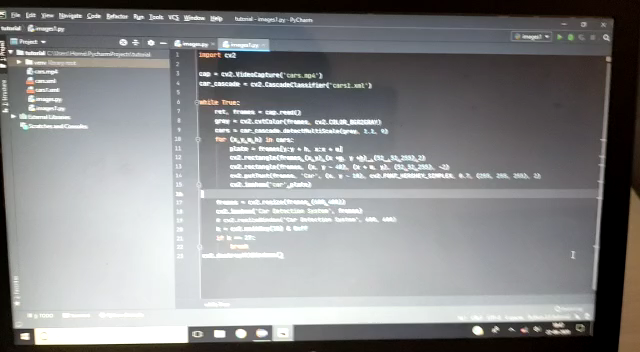 File Edit View Navigate Code Refactor Run Tools VCS Window Help tutorial - images1.py - PyCharm
tutorial images1.py
images1
Project
images.py images1.py
tutorial C:\Users\Home\PycharmProjects\tutorial
venv library root
cars.mp4
cars.xml
cars1.xml
images.py
images1.py
External Libraries
Scratches and Consoles
import cv2
cap = cv2.VideoCapture('cars.mp4')
car_cascade = cv2.CascadeClassifier('cars1.xml')
while True:
ret, frames = cap.read()
gray = cv2.cvtColor(frames, cv2.COLOR_BGR2GRAY)
cars = car_cascade.detectMultiScale(gray, 1.1, 9)
for (x,y,w,h) in cars:
plate = frames[y:y + h, x:x + w]
cv2.rectangle(frames,(x,y),(x +w, y +h),(51 ,51,255),2)
cv2.rectangle(frames, (x, y - 40), (x + w, y), (51,51,255), -2)
cv2.putText(frames, 'Car', (x, y - 10), cv2.FONT_HERSHEY_SIMPLEX, 0.7, (255, 255, 255), 2)
cv2.imshow('car',plate)
frames = cv2.resize(frames,(600,400))
cv2.imshow('Car Detection System', frames)
# cv2.resizeWindow('Car Detection System', 600, 600)
k = cv2.waitKey(30) & 0xff
if k == 27:
break
cv2.destroyAllWindows()
while True